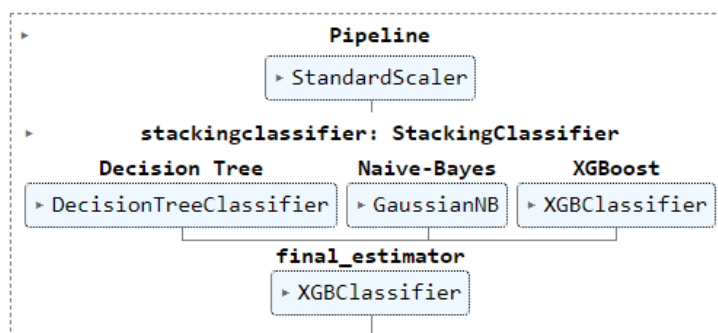 Pipeline
StandardScaler
stackingclassifier: StackingClassifier
Decision Tree Naive-Bayes XGBoost
DecisionTreeClassifier GaussianNB XGBClassifier
final_estimator
XGBClassifier